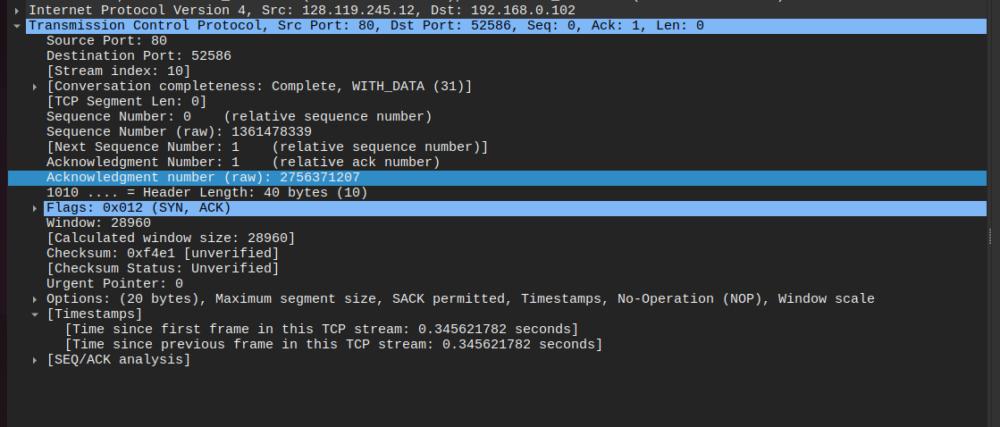 Internet Protocol Version 4, Src: 128.119.245.12, Dst: 192.168.0.102
Transmission Control Protocol, Src Port: 80, Dst Port: 52586, Seq: 0, Ack: 1, Len: 0
Source Port: 80
Destination Port: 52586
[Stream index: 10]
[Conversation completeness: Complete, WITH_DATA (31)]
[TCP Segment Len: 0]
Sequence Number: 0    (relative sequence number)
Sequence Number (raw): 1361478339
[Next Sequence Number: 1    (relative sequence number)]
Acknowledgment Number: 1    (relative ack number)
Acknowledgment number (raw): 2756371207
1010 .... = Header Length: 40 bytes (10)
Flags: 0x012 (SYN, ACK)
Window: 28960
[Calculated window size: 28960]
Checksum: 0xf4e1 [unverified]
[Checksum Status: Unverified]
Urgent Pointer: 0
Options: (20 bytes), Maximum segment size, SACK permitted, Timestamps, No-Operation (NOP), Window scale
[Timestamps]
[Time since first frame in this TCP stream: 0.345621782 seconds]
[Time since previous frame in this TCP stream: 0.345621782 seconds]
[SEQ/ACK analysis]